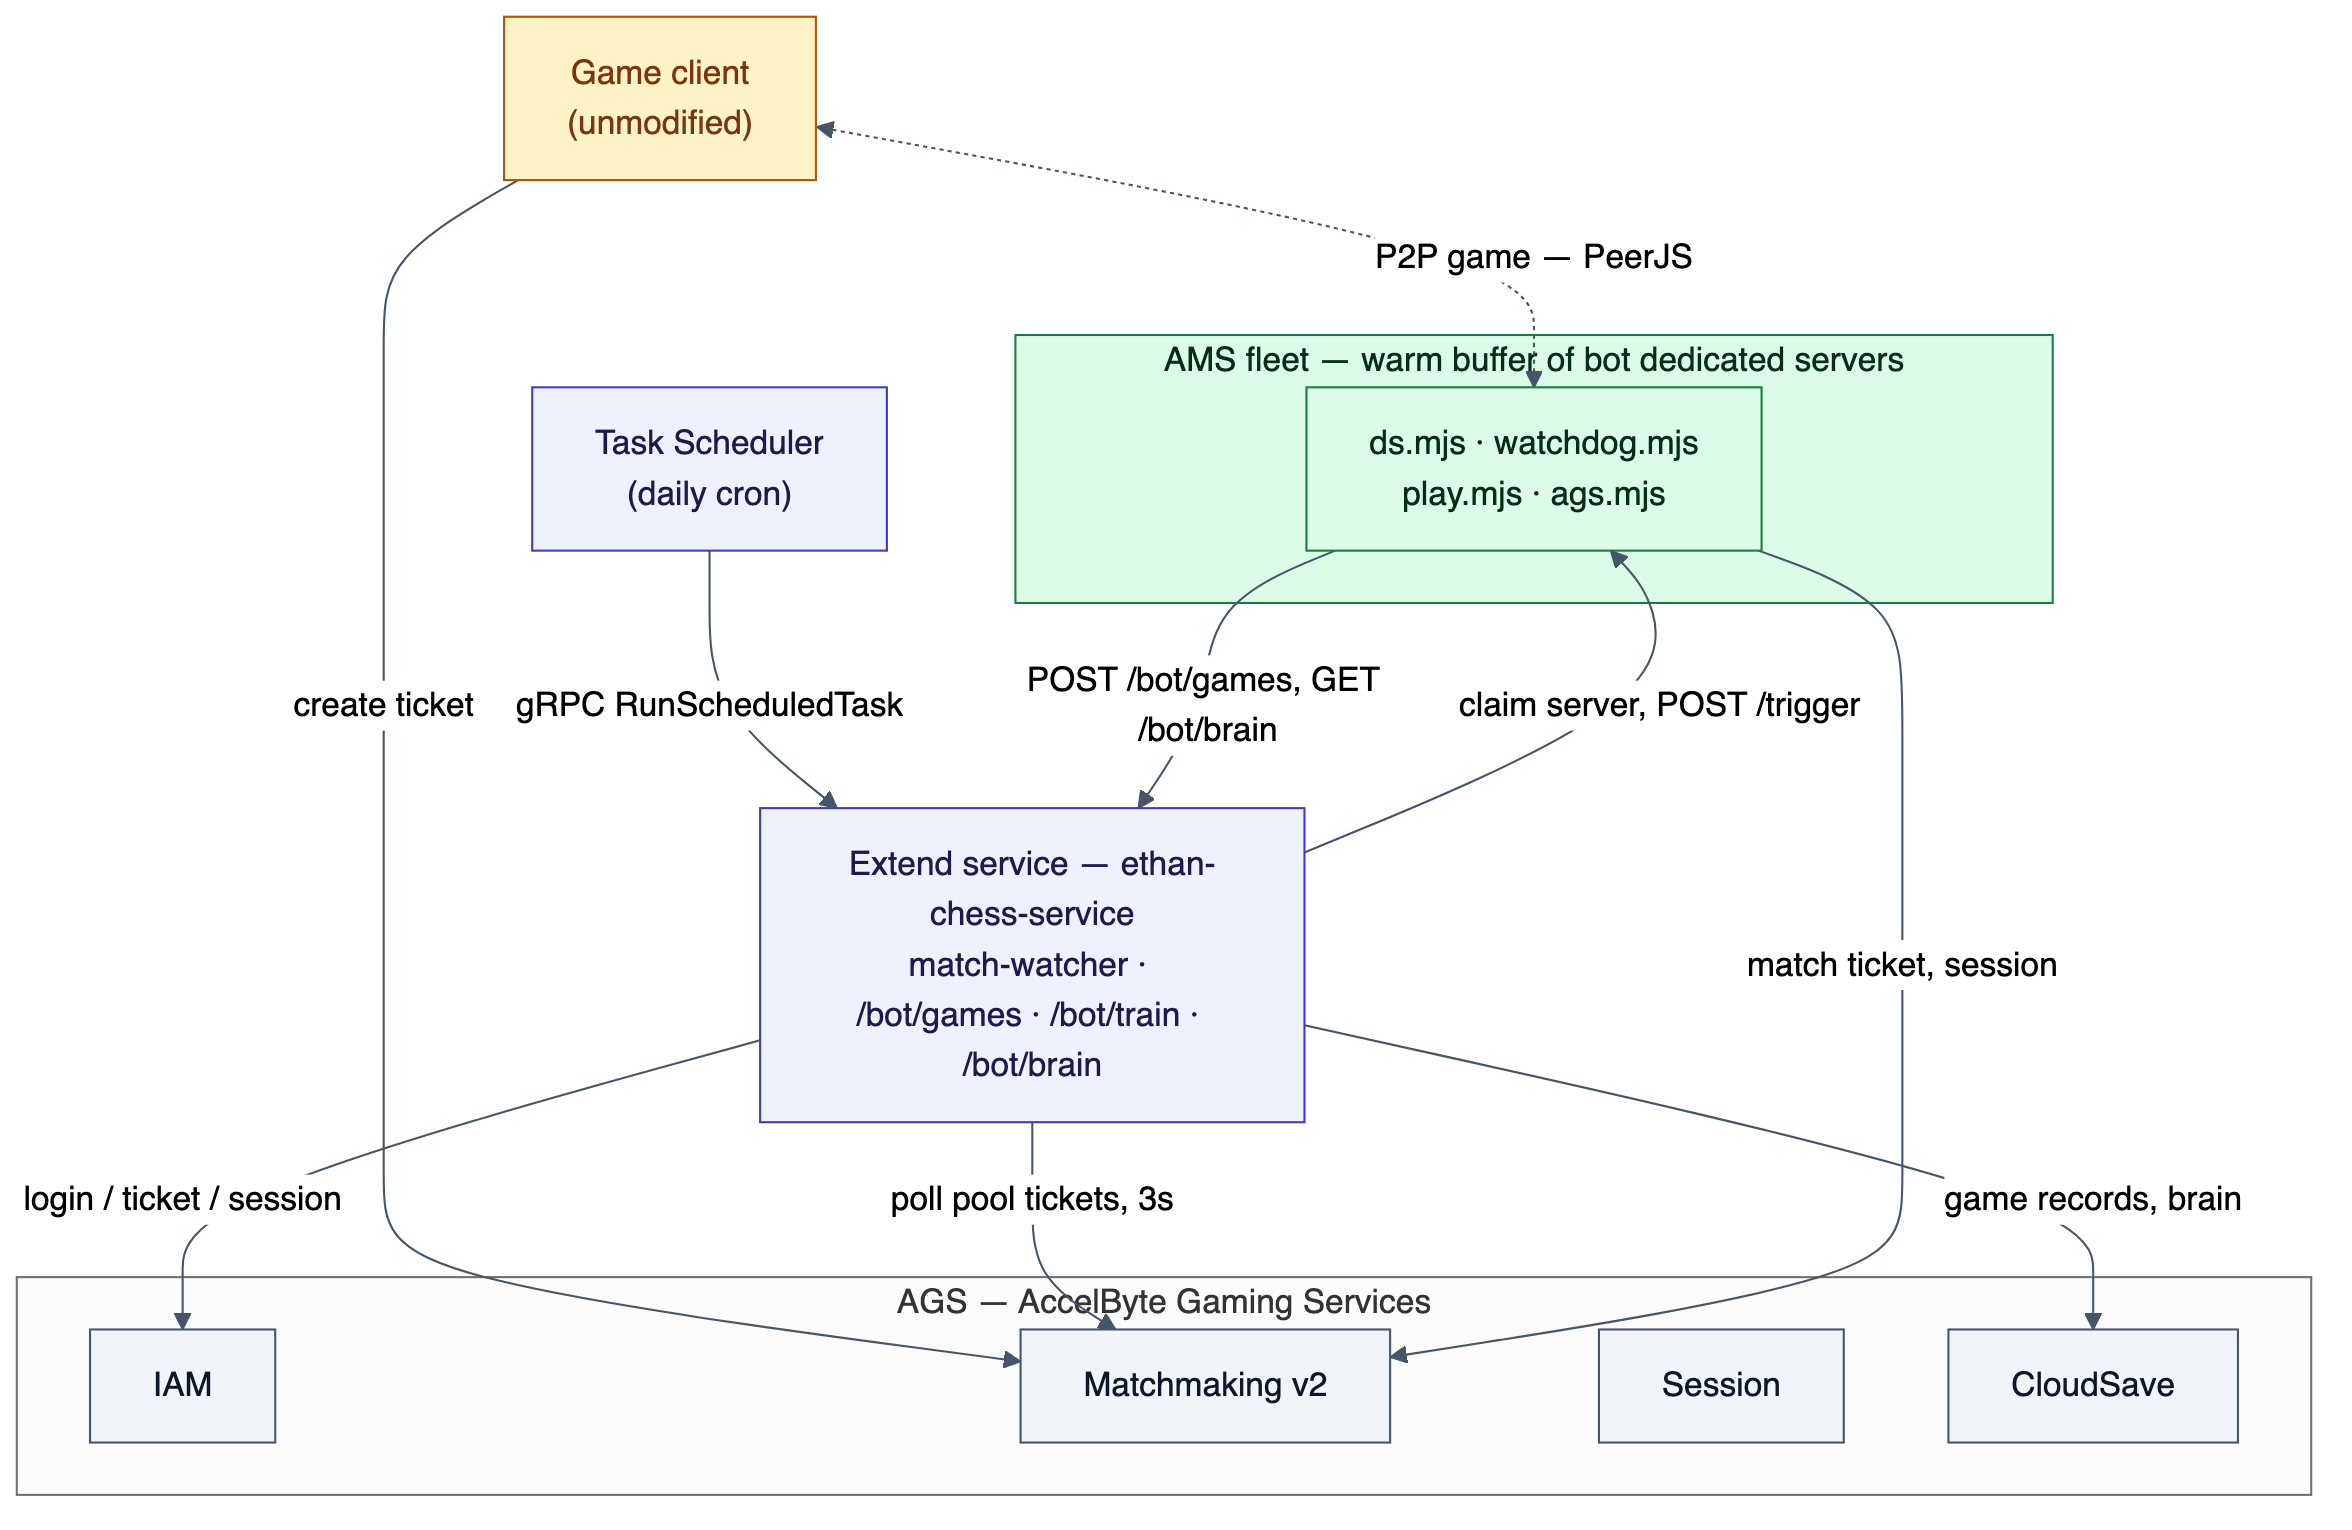 Game client
(unmodified)
P2P game — PeerJS
AMS fleet — warm buffer of bot dedicated servers
Task Scheduler
(daily cron)
ds.mjs · watchdog.mjs
play.mjs · ags.mjs
create ticket
gRPC RunScheduledTask
POST /bot/games, GET
/bot/brain
claim server, POST /trigger
Extend service — ethan-
chess-service
match-watcher ·
/bot/games · /bot/train ·
/bot/brain
match ticket, session
login / ticket / session
poll pool tickets, 3s
game records, brain
AGS — AccelByte Gaming Services
IAM
Matchmaking v2
Session
CloudSave